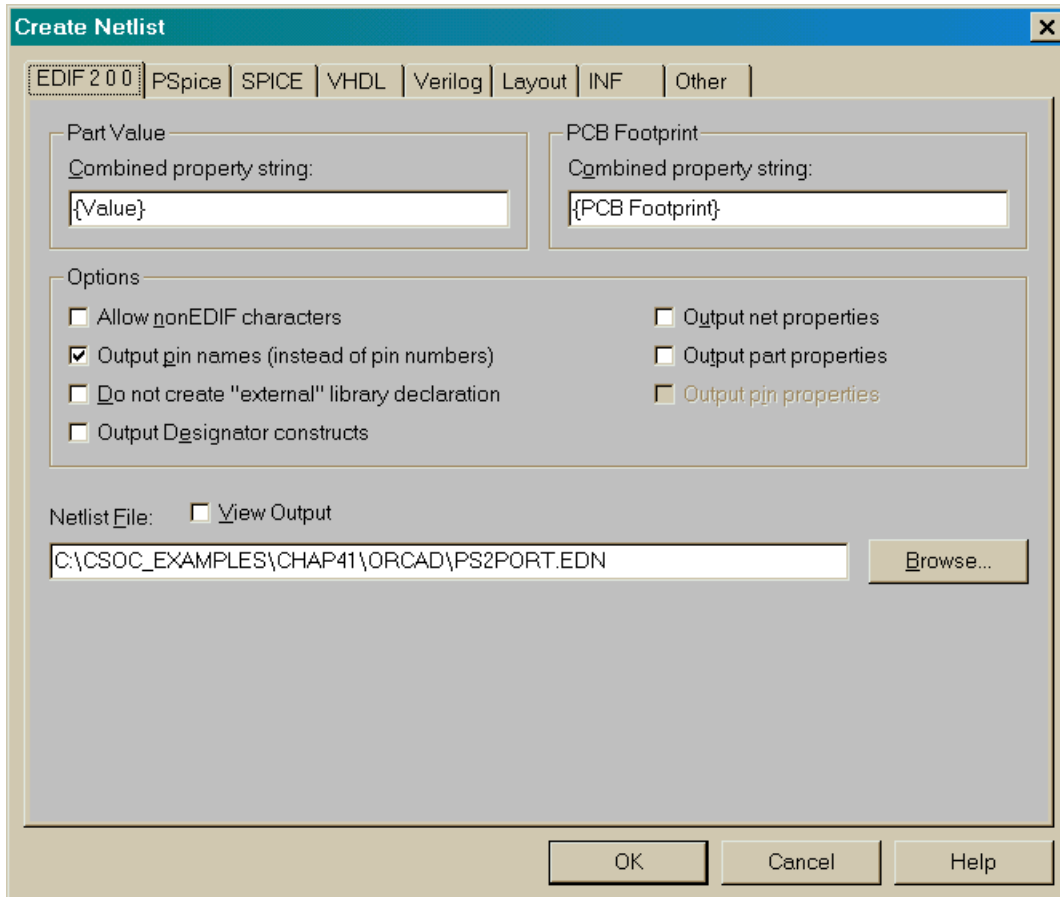 Create Netlist
EDIF 2 0 0 PSpice SPICE VHDL Verilog Layout INF Other
Part Value
Combined property string:
{Value}
PCB Footprint
Combined property string:
{PCB Footprint}
Options
Allow nonEDIF characters
Output pin names (instead of pin numbers)
Do not create "external" library declaration
Output Designator constructs
Output net properties
Output part properties
Output pin properties
Netlist File: View Output
C:\CSOC_EXAMPLES\CHAP41\ORCAD\PS2PORT.EDN
Browse...
OK Cancel Help